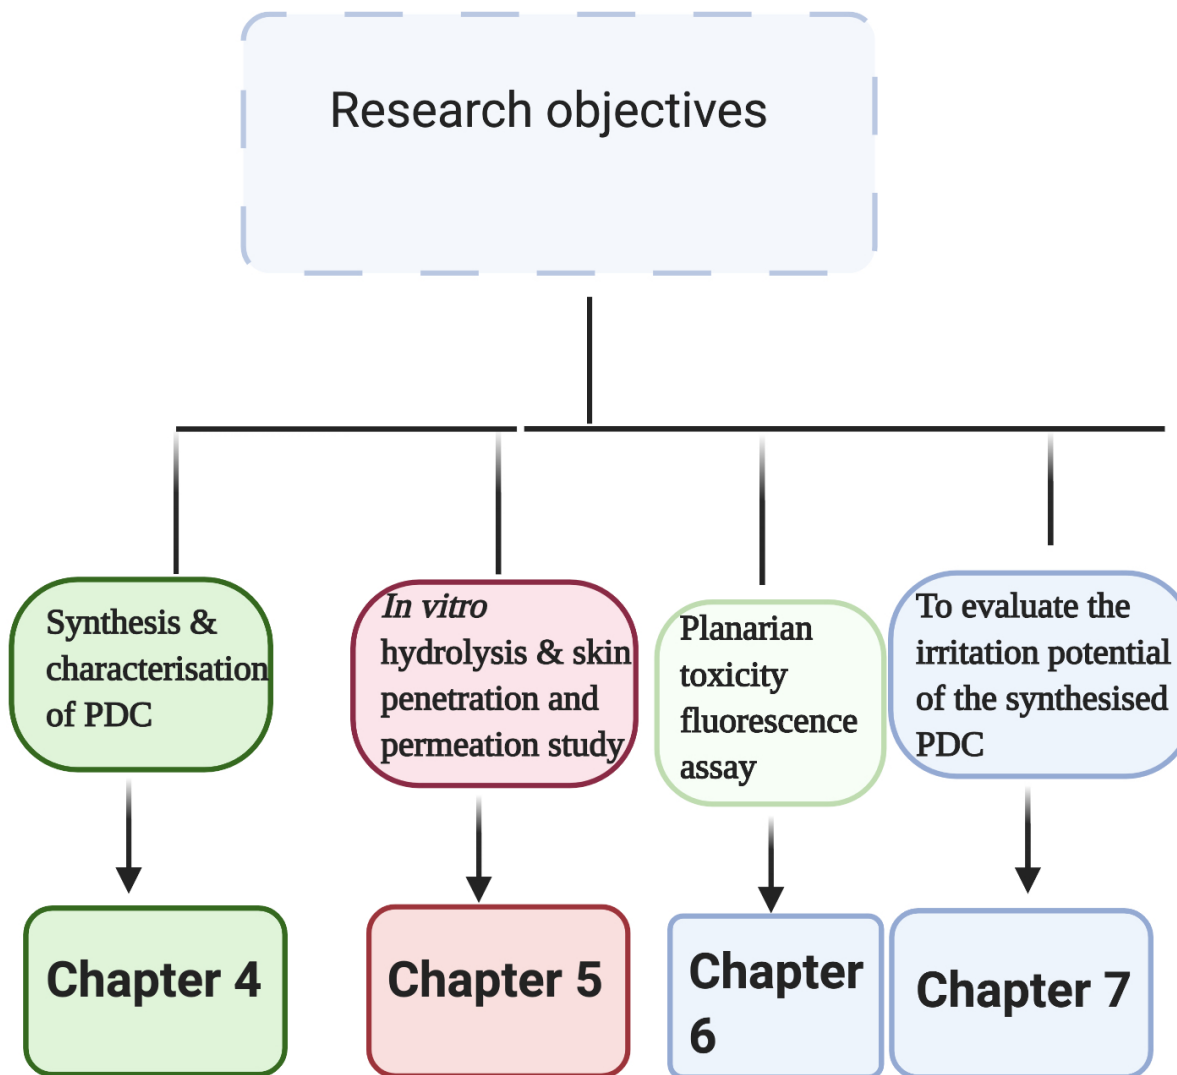 Research objectives
Synthesis &
characterisation
of PDC
In vitro
hydrolysis & skin
penetration and
permeation study
Planarian
toxicity
fluorescence
assay
To evaluate the
irritation potential
of the synthesised
PDC
Chapter 4
Chapter 5
Chapter
6
Chapter 7